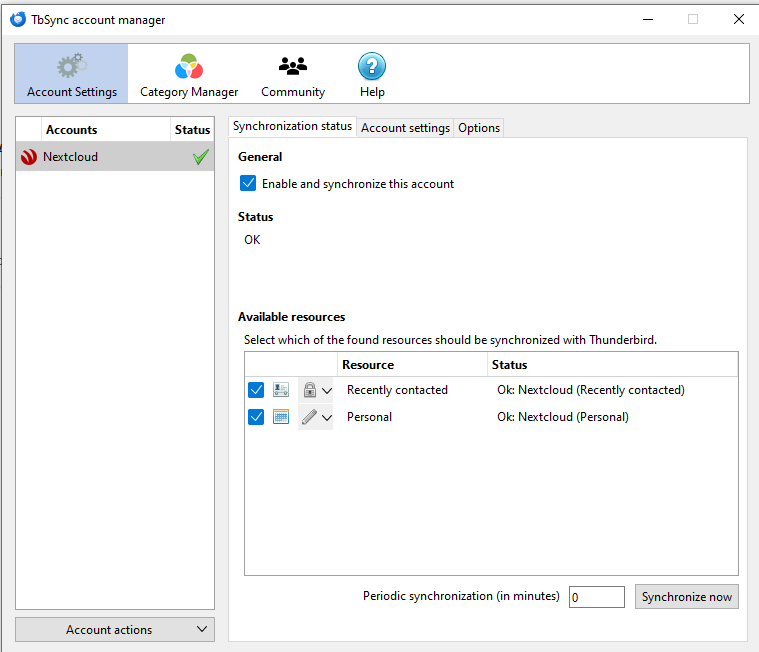 TbSync account manager
Account Settings
Category Manager
Community
Help
Accounts Status
Nextcloud
Synchronization status Account settings Options
General
Enable and synchronize this account
Status
OK
Available resources
Select which of the found resources should be synchronized with Thunderbird.
Resource Status
Recently contacted Ok: Nextcloud (Recently contacted)
Personal Ok: Nextcloud (Personal)
Periodic synchronization (in minutes) 0 Synchronize now
Account actions